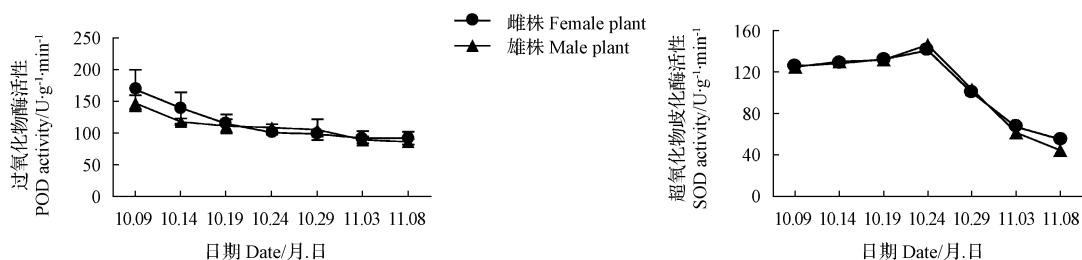 雌株 Female plant
雄株 Male plant
过氧化物酶活性
POD activity/U·g⁻¹·min⁻¹
250
200
150
100
50
0
10.09 10.14 10.19 10.24 10.29 11.03 11.08
日期 Date/月.日
超氧化物歧化酶活性
SOD activity/U·g⁻¹·min⁻¹
160
120
80
40
0
10.09 10.14 10.19 10.24 10.29 11.03 11.08
日期 Date/月.日